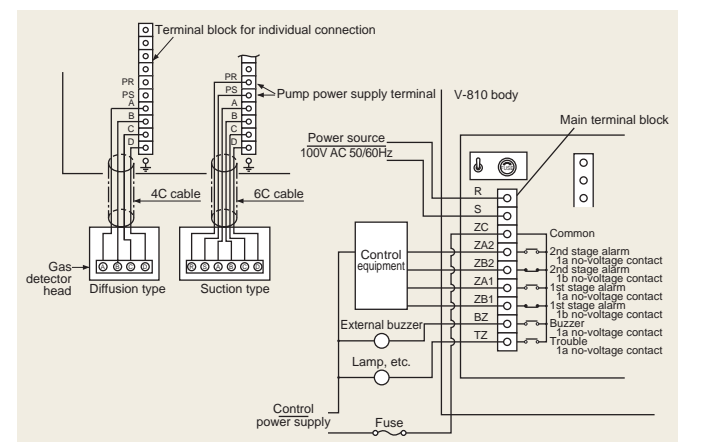 Terminal block for individual connection
PR
PS
A
B
C
D
PR
PS
A
B
C
D
Pump power supply terminal
V-810 body
Main terminal block
Power source
100V AC 50/60Hz
4C cable
6C cable
Gas
detector
head
A B C D
Diffusion type
R S A B C D
Suction type
FUSE
R
S
ZC
ZA2
ZB2
ZA1
ZB1
BZ
TZ
Common
2nd stage alarm
1a no-voltage contact
2nd stage alarm
1b no-voltage contact
1st stage alarm
1a no-voltage contact
1st stage alarm
1b no-voltage contact
Buzzer
1a no-voltage contact
Trouble
1a no-voltage contact
Control
equipment
External buzzer
Lamp, etc.
Control
power supply
Fuse